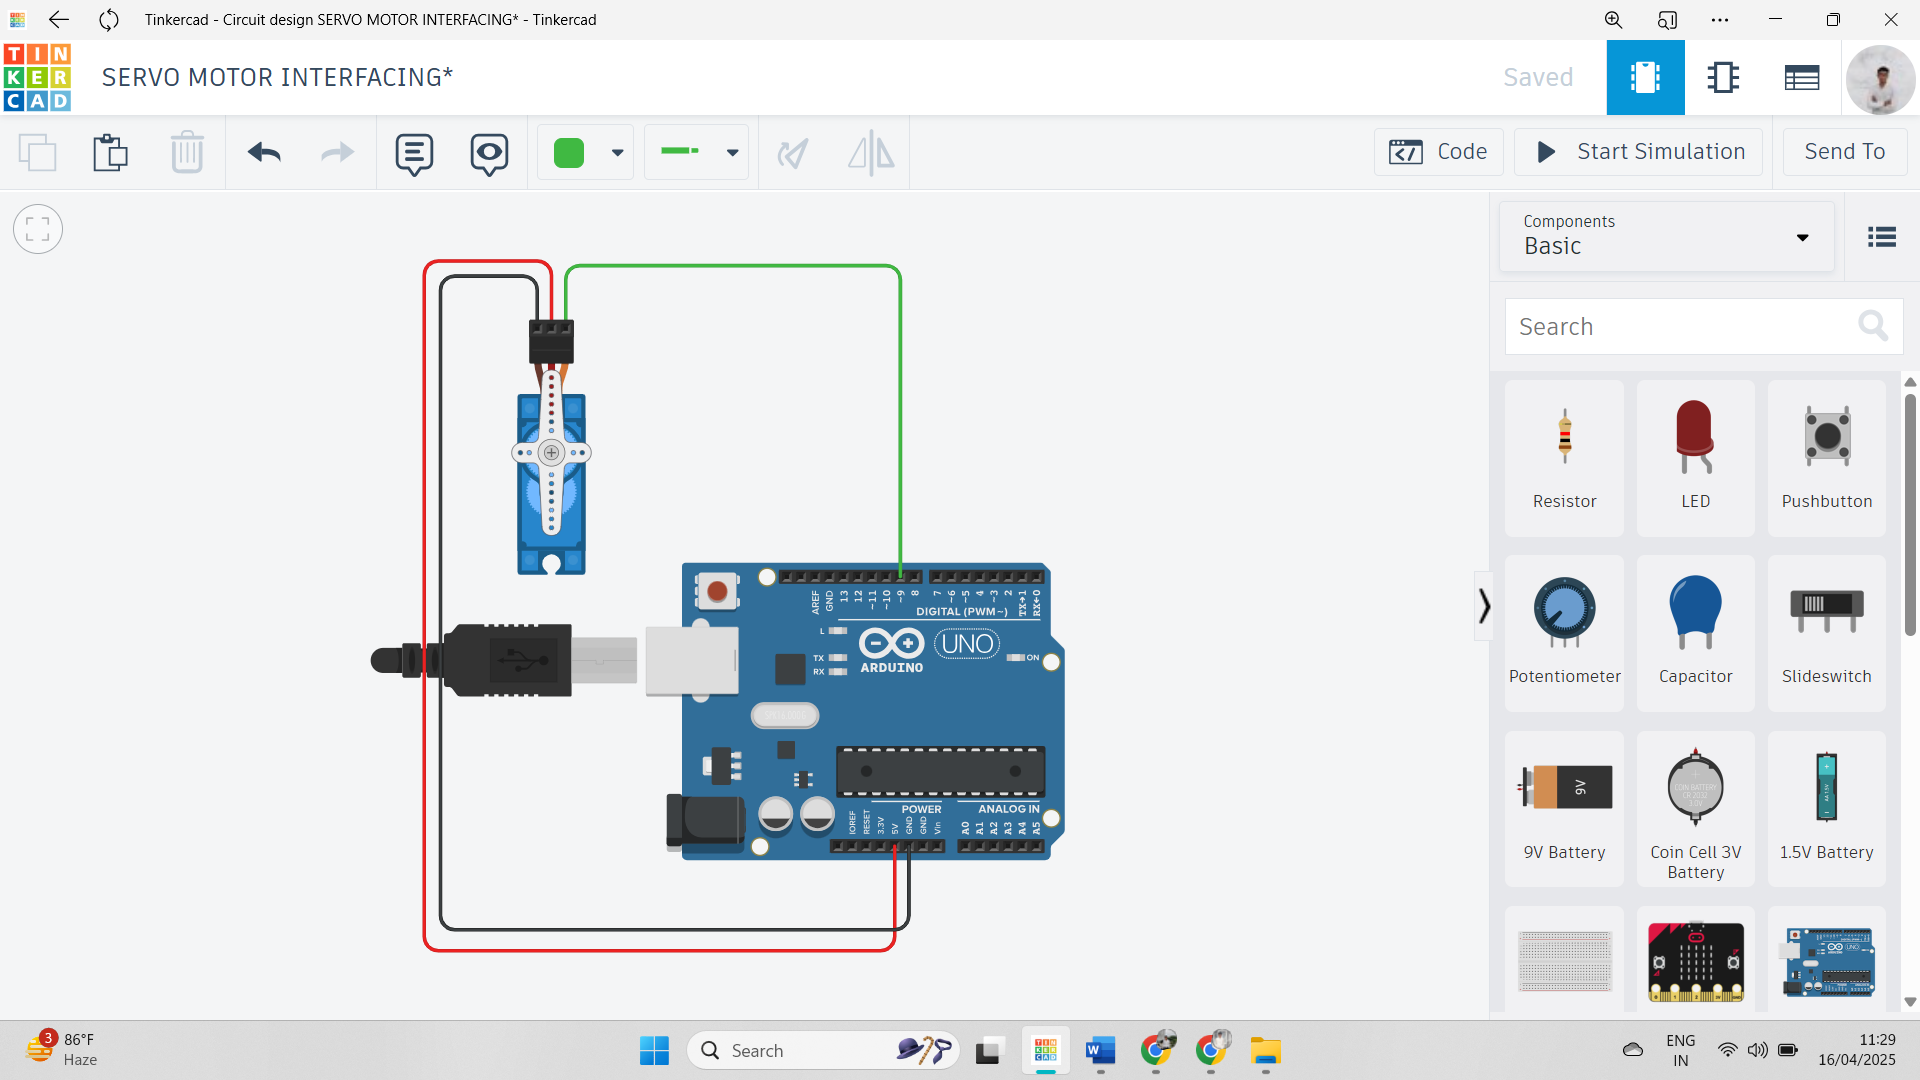 Tinkercad - Circuit design SERVO MOTOR INTERFACING* - Tinkercad
TIN
KER
CAD
SERVO MOTOR INTERFACING*
Saved
Code
Start Simulation
Send To
Components
Basic
Search
Resistor
LED
Pushbutton
Potentiometer
Capacitor
Slideswitch
9V
9V Battery
Coin Cell 3V
Battery
1.5V Battery
AREF
GND
13
12
~11
~10
~9
8
7
~6
~5
4
~3
2
TX→1
RX←0
DIGITAL (PWM~)
L
TX
RX
ARDUINO
UNO
ON
POWER
ANALOG IN
IOREF
RESET
3.3V
5V
GND
GND
Vin
A0
A1
A2
A3
A4
A5
3
86°F
Haze
Search
ENG
IN
11:29
16/04/2025